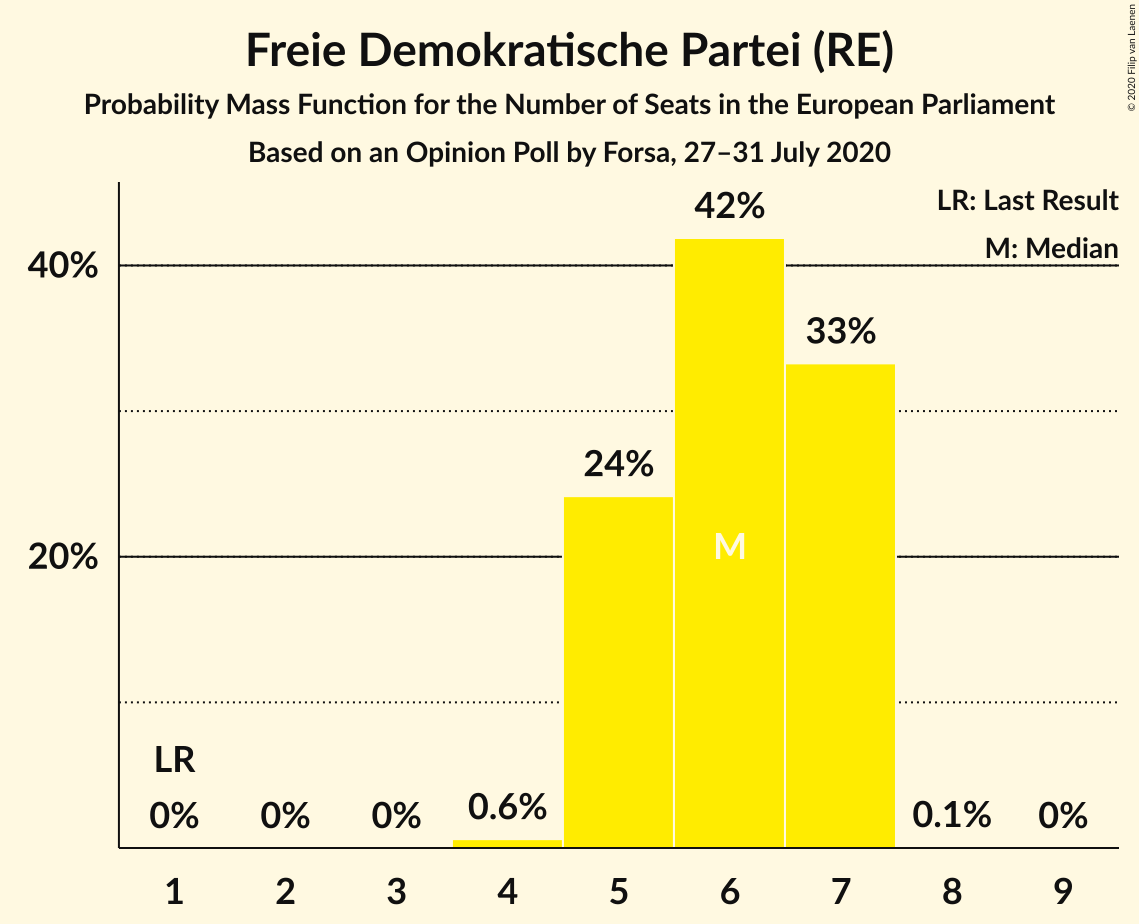 Freie Demokratische Partei (RE)
Probability Mass Function for the Number of Seats in the European Parliament
Based on an Opinion Poll by Forsa, 27–31 July 2020
© 2020 Filip van Laenen
LR: Last Result
M: Median
42%
40%
33%
24%
20%
M
LR
0%
0%
0%
0.6%
0.1%
0%
1 2 3 4 5 6 7 8 9